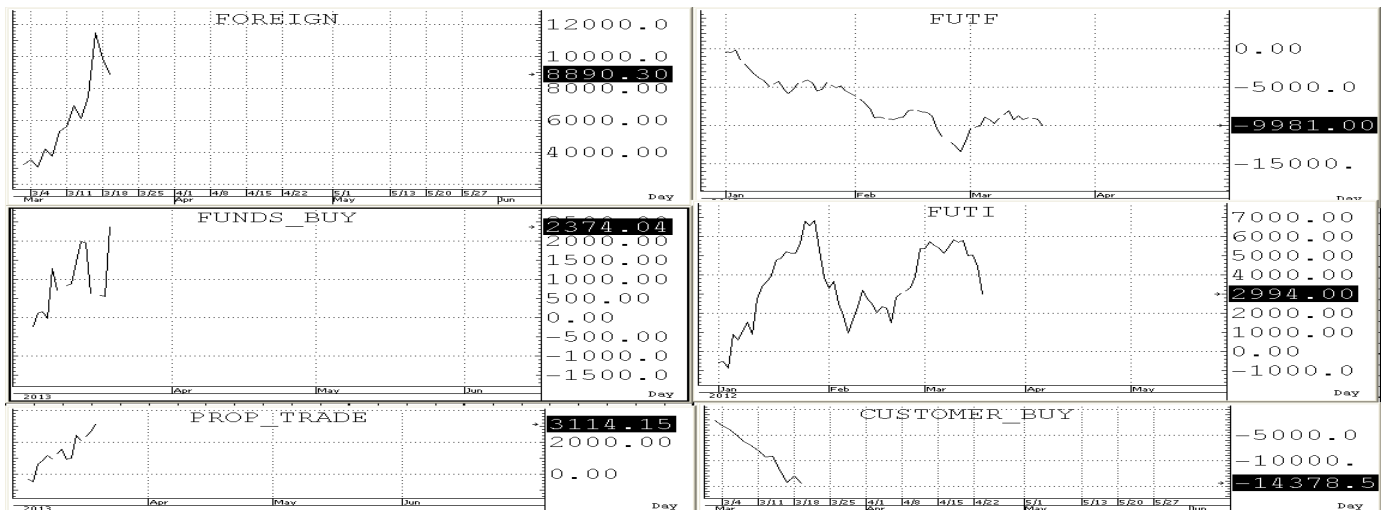 FOREIGN
12000.0
10000.0
8890.30
8000.00
6000.00
4000.00
3/4 3/11 3/18 3/25 4/1 4/8 4/15 4/22 5/1 5/13 5/20 5/27
Mar Apr May Jun
Day
FUTF
0.00
-5000.0
-9981.00
-15000.
Jan Feb Mar Apr
Day
FUNDS_BUY
2374.04
2000.00
1500.00
1000.00
500.00
0.00
-500.00
-1000.0
-1500.0
Apr May Jun
2013
Day
FUTI
7000.00
6000.00
5000.00
4000.00
2994.00
2000.00
1000.00
0.00
-1000.0
Jan Feb Mar Apr May
2012
Day
PROP_TRADE
3114.15
2000.00
0.00
Apr May Jun
2013
Day
CUSTOMER_BUY
-5000.0
-10000.
-14378.5
3/4 3/11 3/18 3/25 4/1 4/8 4/15 4/22 5/1 5/13 5/20 5/27
Mar Apr May Jun
Day